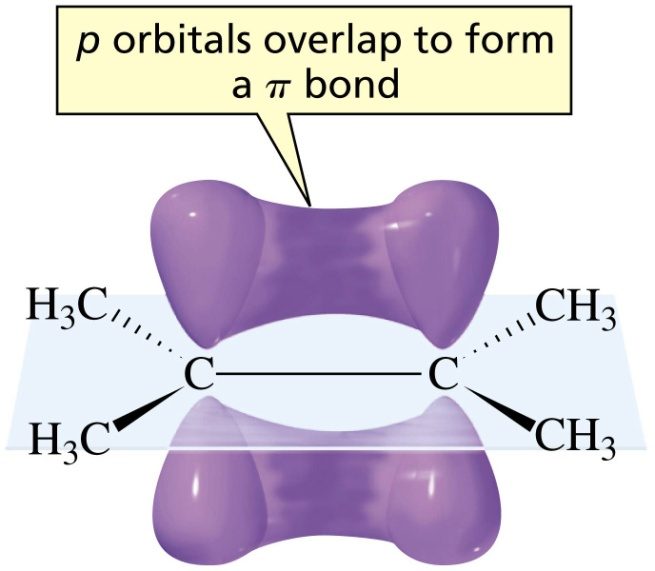 p orbitals overlap to form
a π bond
H₃C CH₃
C C
H₃C CH₃